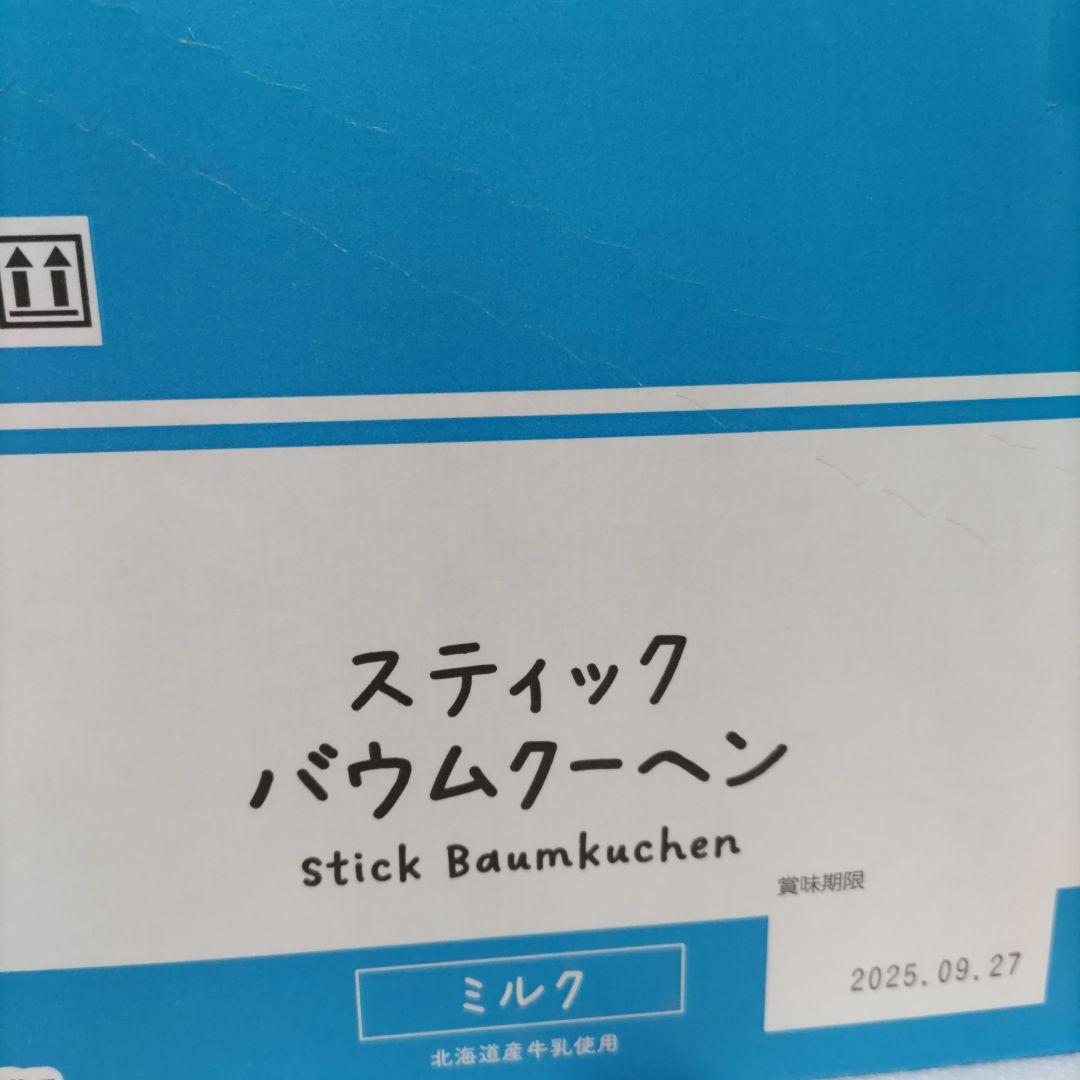 スティック
バウムクーヘン
stick Baumkuchen
賞味期限
2025.09.27
ミルク
北海道産牛乳使用